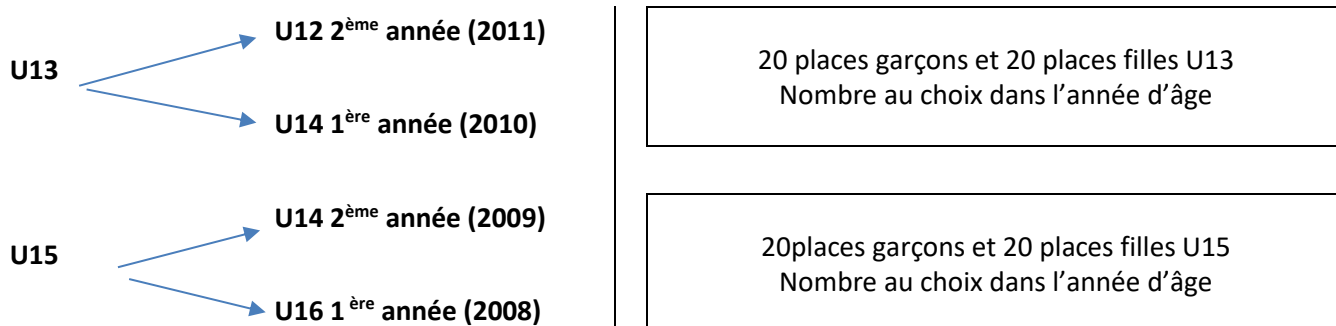 U12 2ème année (2011)
U13
U14 1ère année (2010)
20 places garçons et 20 places filles U13
Nombre au choix dans l’année d’âge
U14 2ème année (2009)
U15
U16 1 ère année (2008)
20places garçons et 20 places filles U15
Nombre au choix dans l’année d’âge